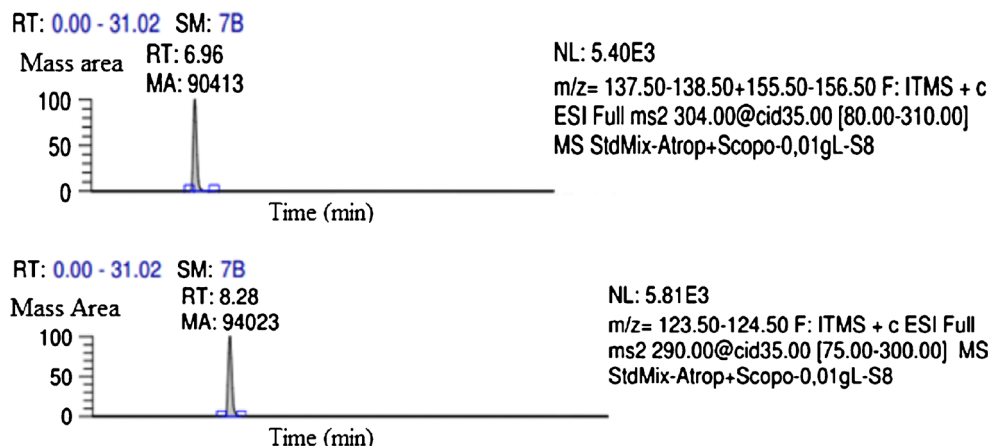 RT: 0.00 - 31.02 SM: 7B
Mass area
RT: 6.96
MA: 90413
100
50
0
Time (min)
NL: 5.40E3
m/z= 137.50-138.50+155.50-156.50 F: ITMS + c
ESI Full ms2 304.00@cid35.00 [80.00-310.00]
MS StdMix-Atrop+Scopo-0,01gL-S8
RT: 0.00 - 31.02 SM: 7B
Mass Area
RT: 8.28
MA: 94023
100
50
0
Time (min)
NL: 5.81E3
m/z= 123.50-124.50 F: ITMS + c ESI Full
ms2 290.00@cid35.00 [75.00-300.00] MS
StdMix-Atrop+Scopo-0,01gL-S8